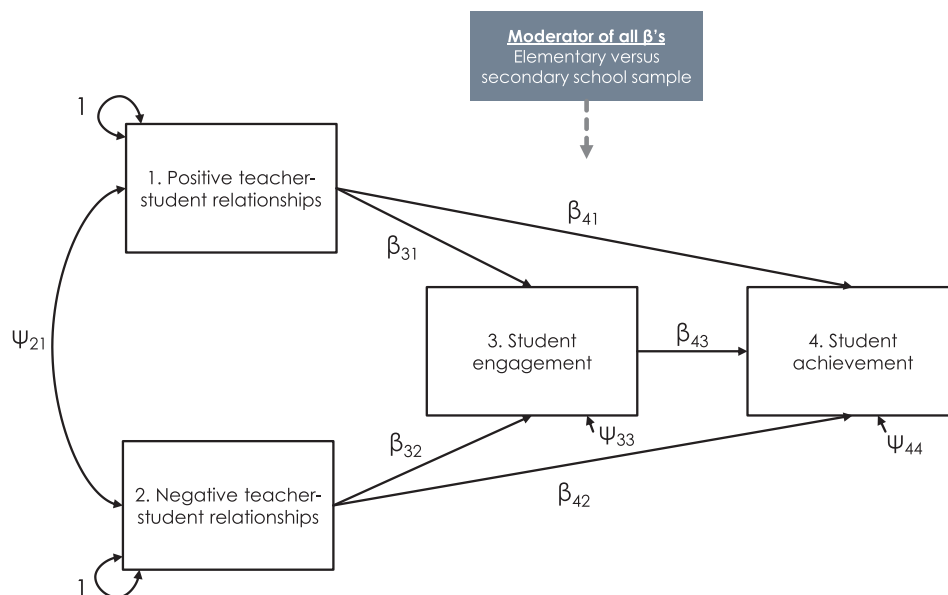 Moderator of all β's
Elementary versus
secondary school sample
1
1. Positive teacher-
student relationships
β41
β31
Ψ21
3. Student
engagement
β43
4. Student
achievement
β32
Ψ33
Ψ44
2. Negative teacher-
student relationships
β42
1